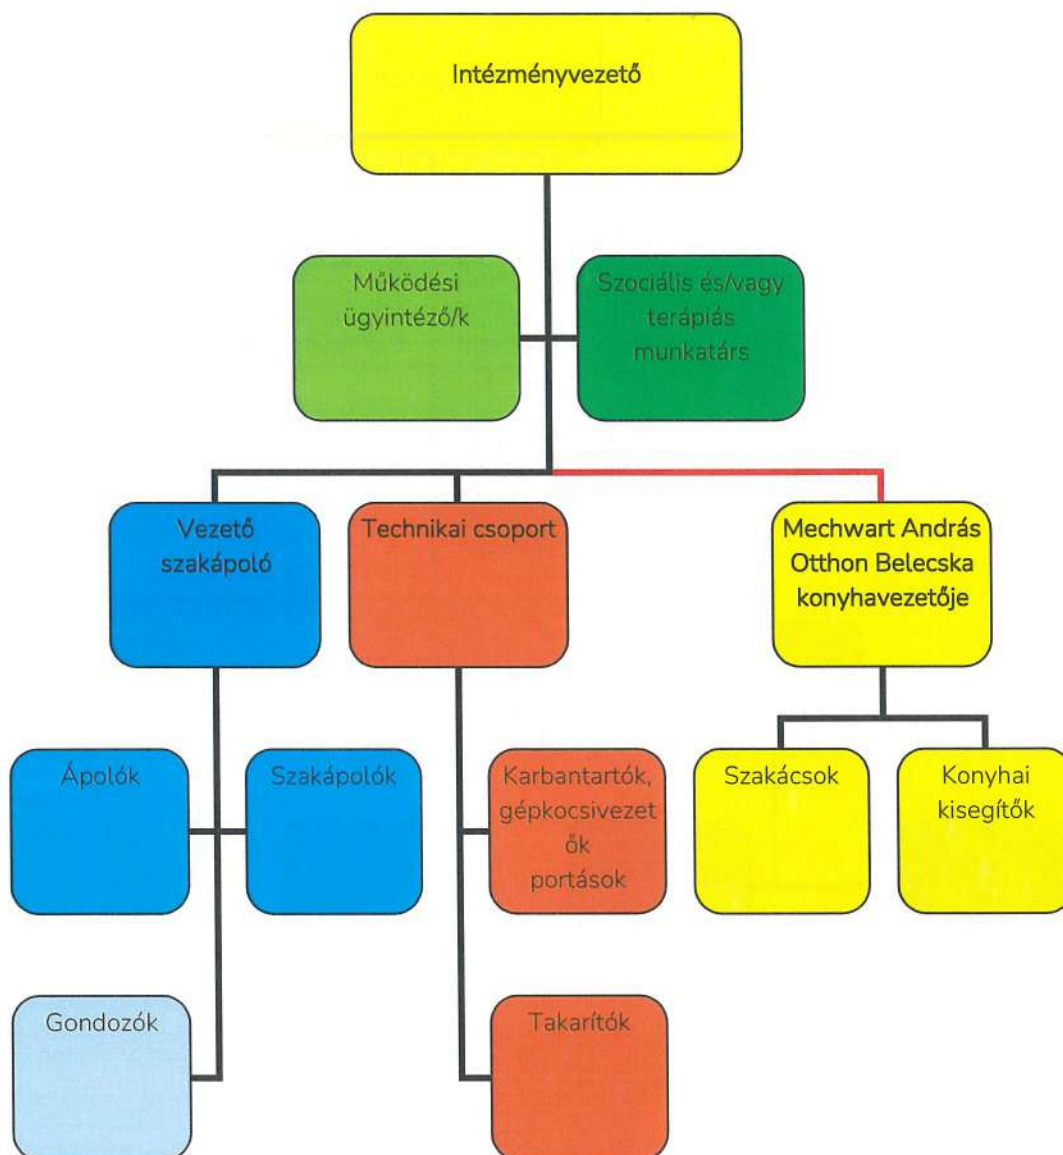 Intézményvezető
Működési
ügyintéző/k
Szociális és/vagy
terápiás
munkatárs
Vezető
szakápoló
Technikai csoport
Mechwart András
Otthon Belecska
konyhavezetője
Ápolók
Szakápolók
Karbantartók,
gépkocsivezet
ők
portások
Szakácsok
Konyhai
kisegítők
Gondozók
Takarítók